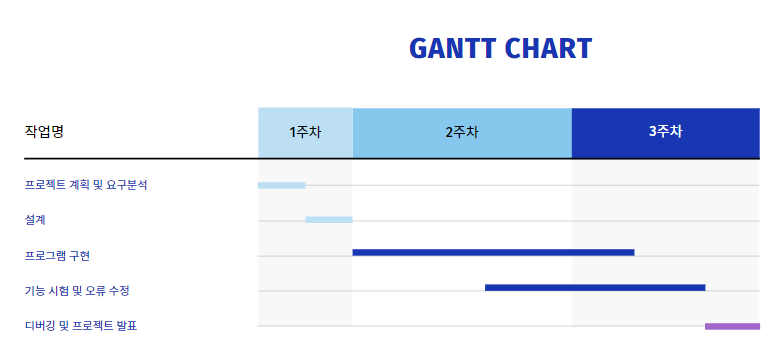 GANTT CHART
작업명 1주차 2주차 3주차
프로젝트 계획 및 요구분석
설계
프로그램 구현
기능 시험 및 오류 수정
디버깅 및 프로젝트 발표